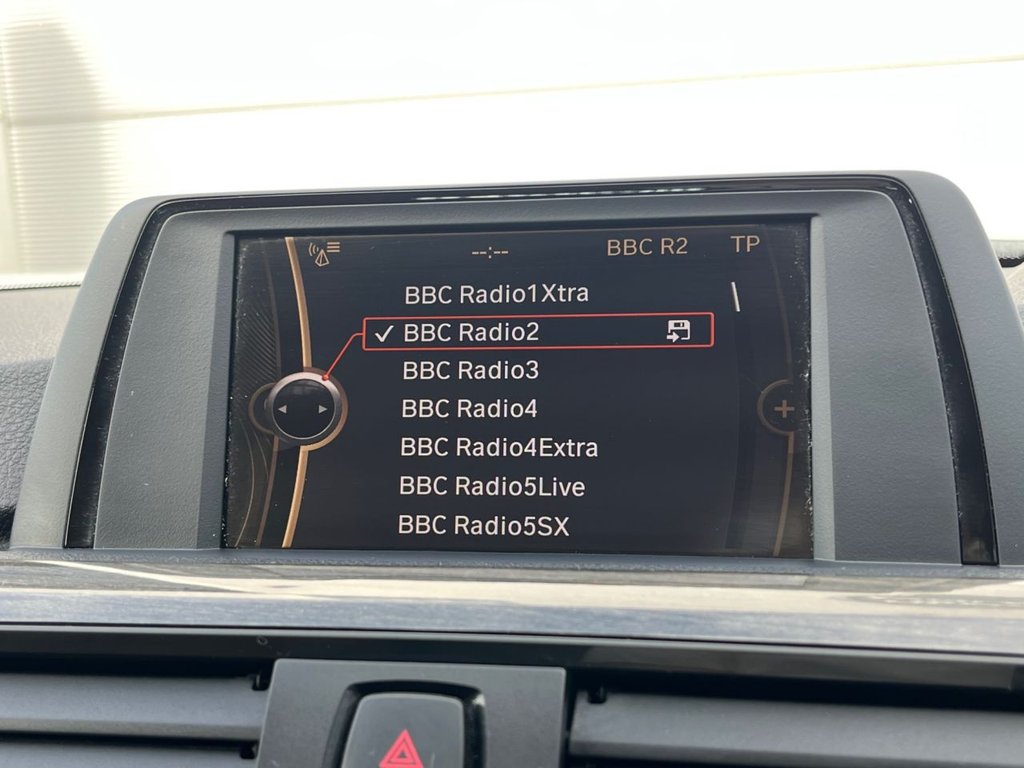 --:-- BBC R2 TP
BBC Radio1Xtra
BBC Radio2
BBC Radio3
BBC Radio4
BBC Radio4Extra
BBC Radio5Live
BBC Radio5SX